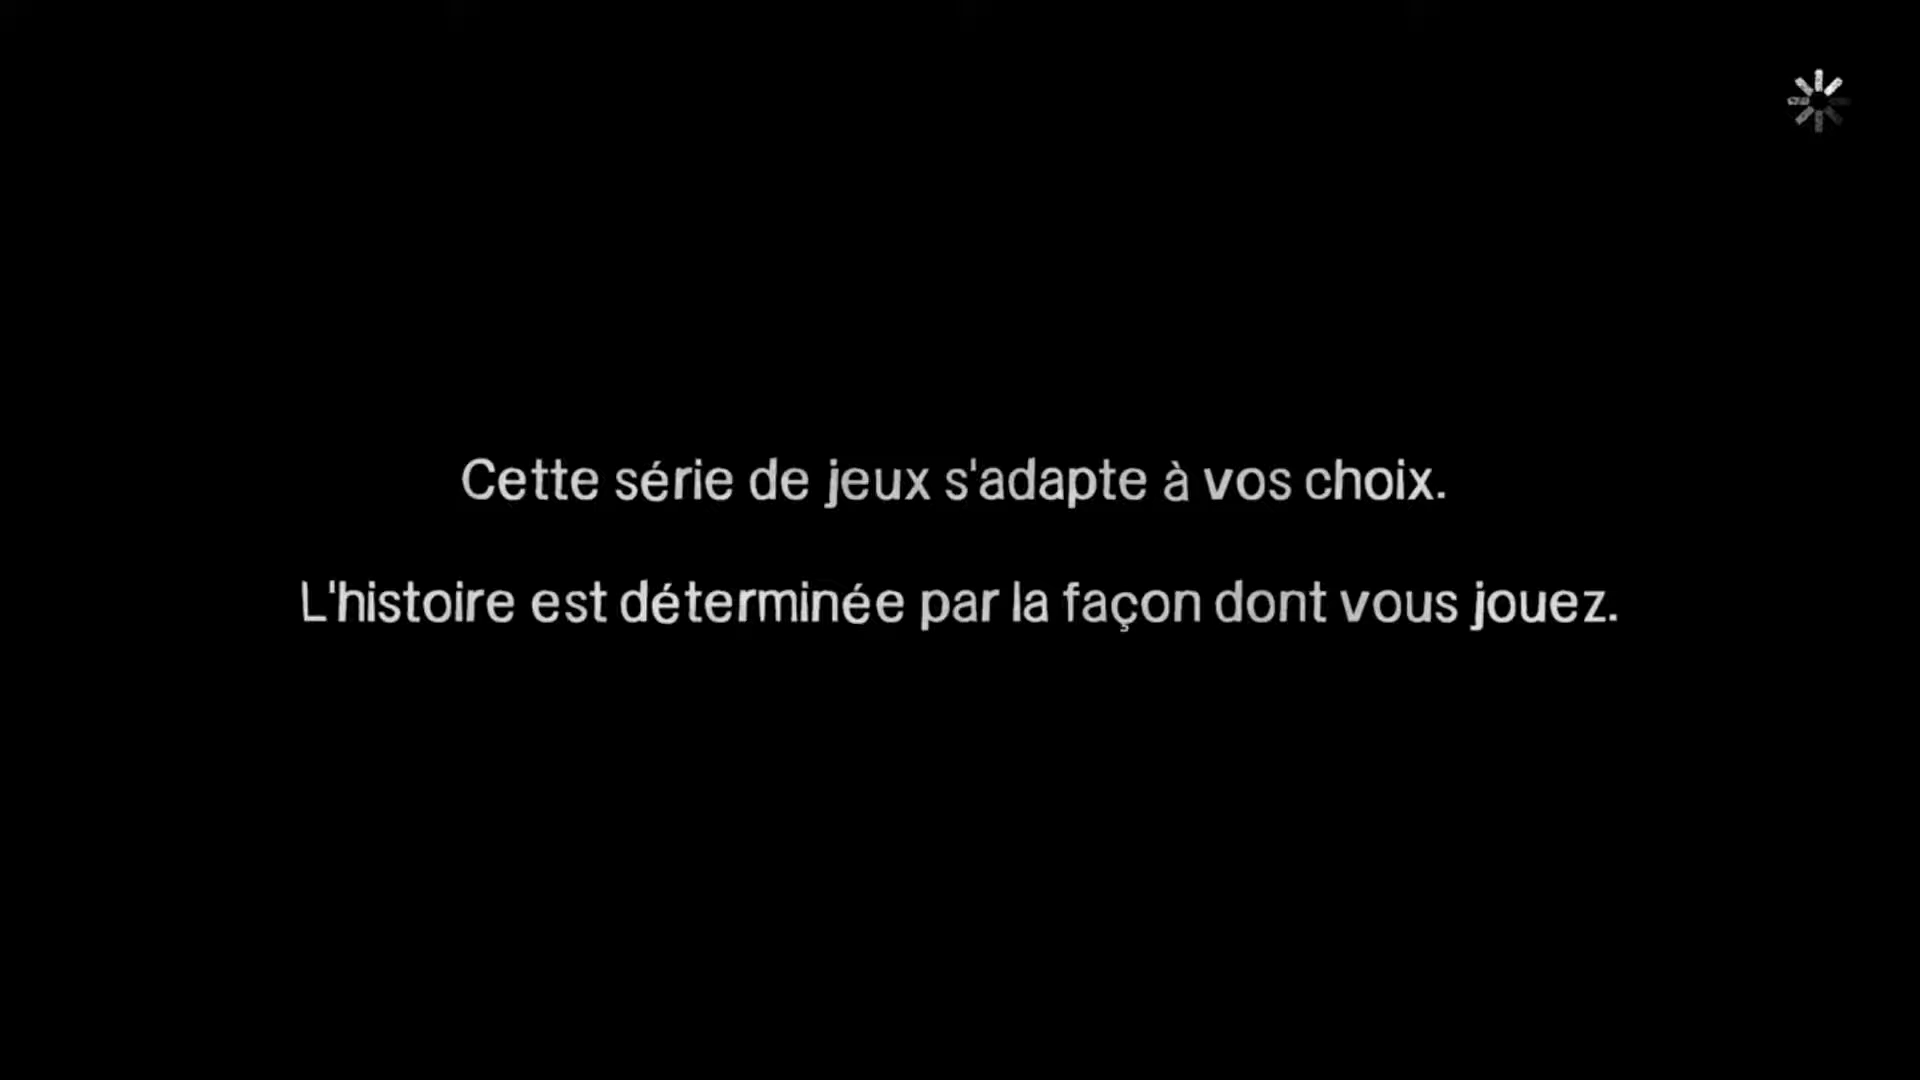 Cette série de jeux s'adapte à vos choix.
L'histoire est déterminée par la façon dont vous jouez.